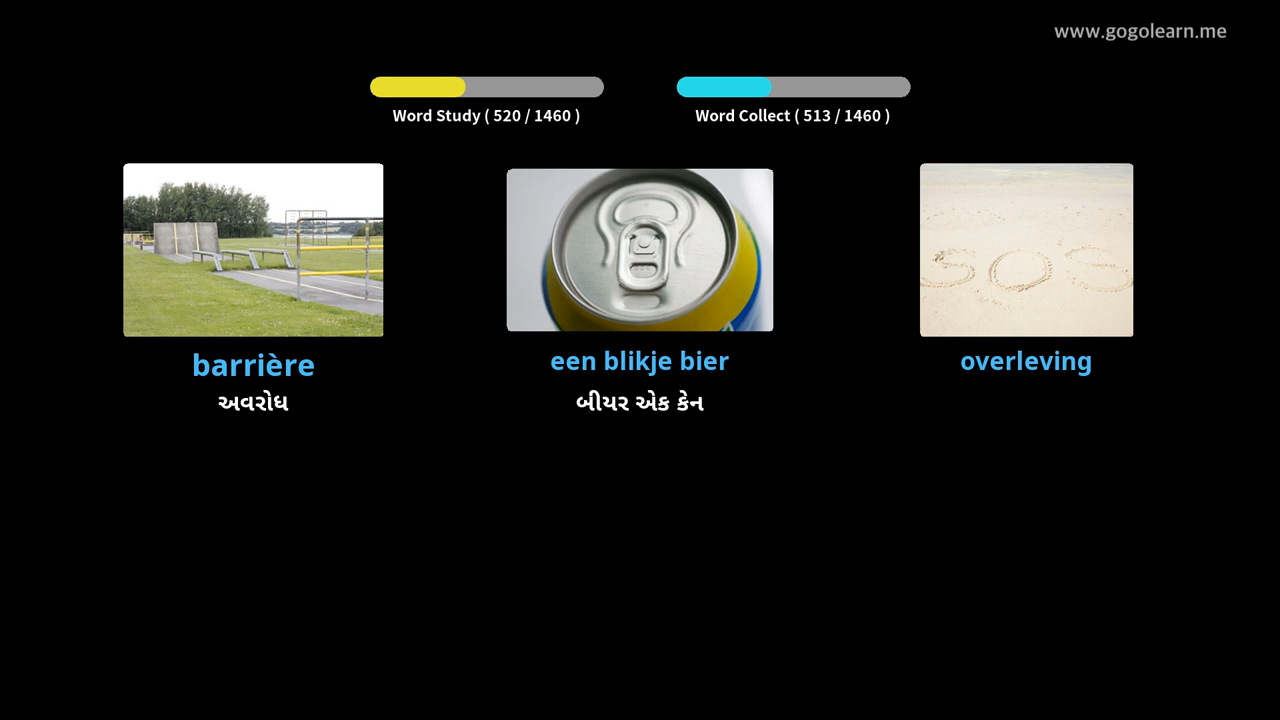 www.gogolearn.me
Word Study ( 520 / 1460 )
Word Collect ( 513 / 1460 )
SOS
barrière
een blikje bier
overleving
અવરોધ
બીયર એક કેન